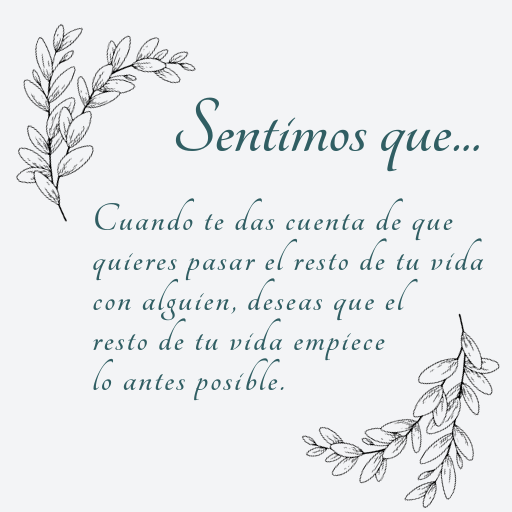 Sentimos que...
Cuando te das cuenta de que
quieres pasar el resto de tu vida
con alguien, deseas que el
resto de tu vida empiece
lo antes posible.